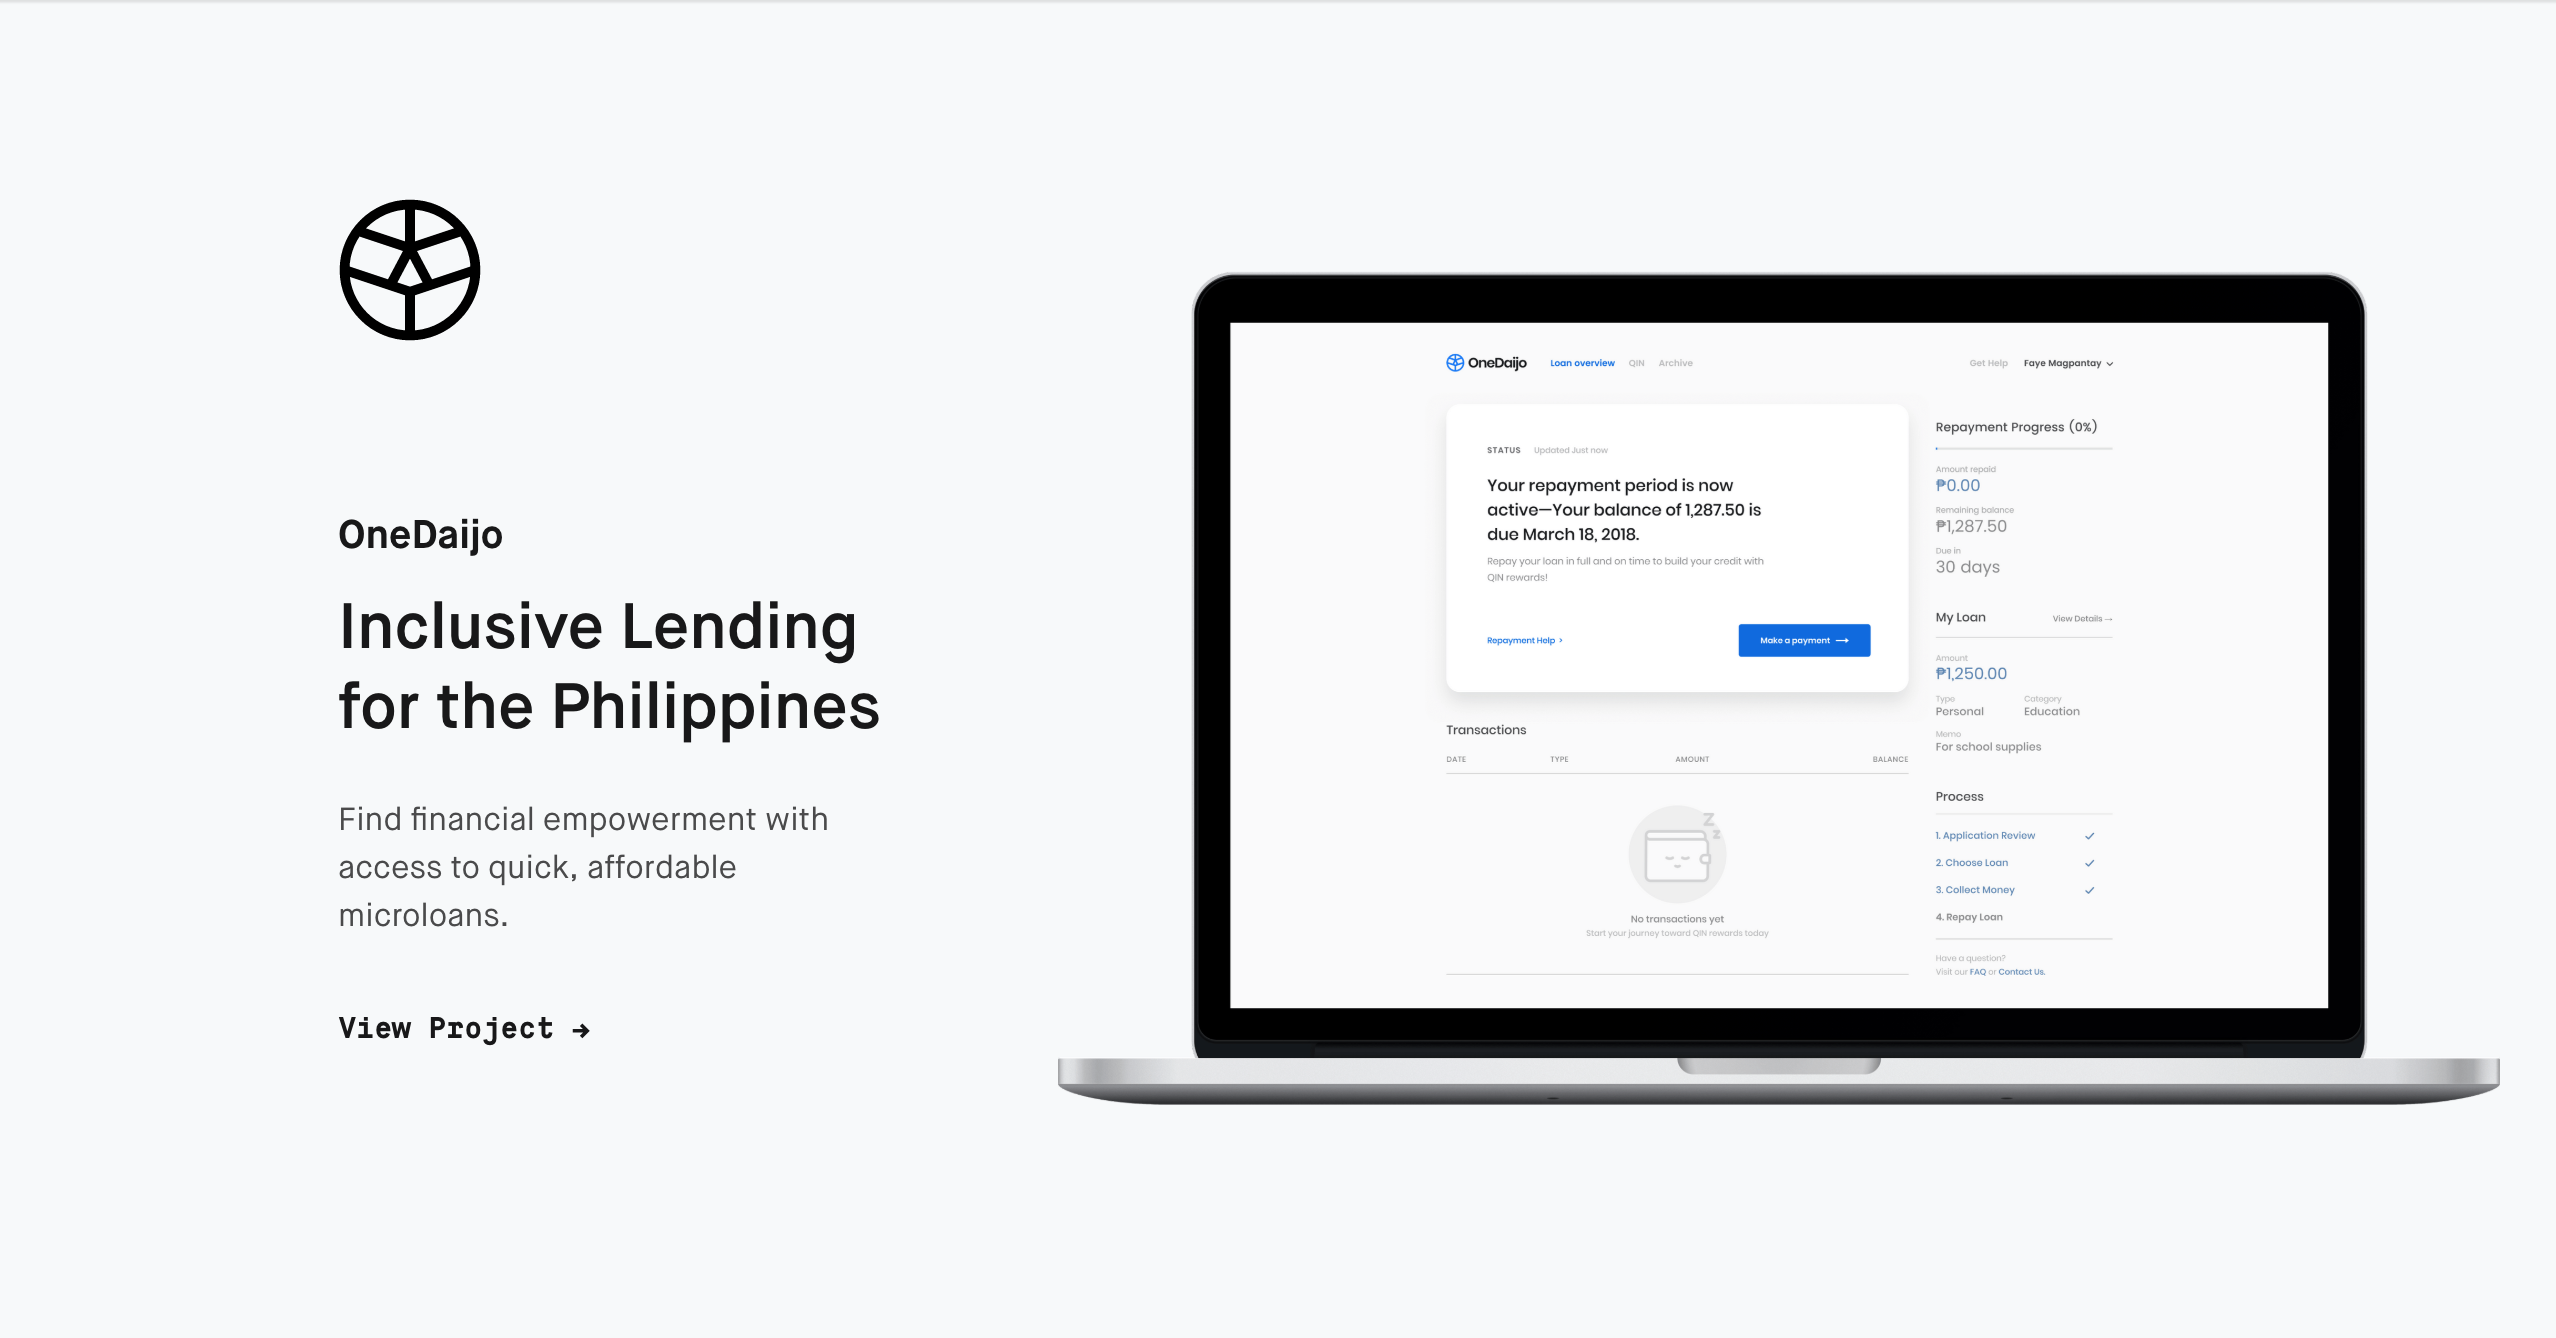 OneDaijo
Inclusive Lending
for the Philippines
Find financial empowerment with
access to quick, affordable
microloans.
View Project →
OneDaijo Loan overview QIN Archive Get Help Faye Magpantay
STATUS Updated Just now
Your repayment period is now
active—Your balance of 1,287.50 is
due March 18, 2018.
Repay your loan in full and on time to build your credit with
QIN rewards!
Repayment Help >
Make a payment →
Transactions
DATE TYPE AMOUNT BALANCE
z
z
No transactions yet
Start your journey toward QIN rewards today
Repayment Progress (0%)
Amount repaid
₱0.00
Remaining balance
₱1,287.50
Due in
30 days
My Loan View Details →
Amount
₱1,250.00
Type Category
Personal Education
Memo
For school supplies
Process
1. Application Review
2. Choose Loan
3. Collect Money
4. Repay Loan
Have a question?
Visit our FAQ or Contact Us.